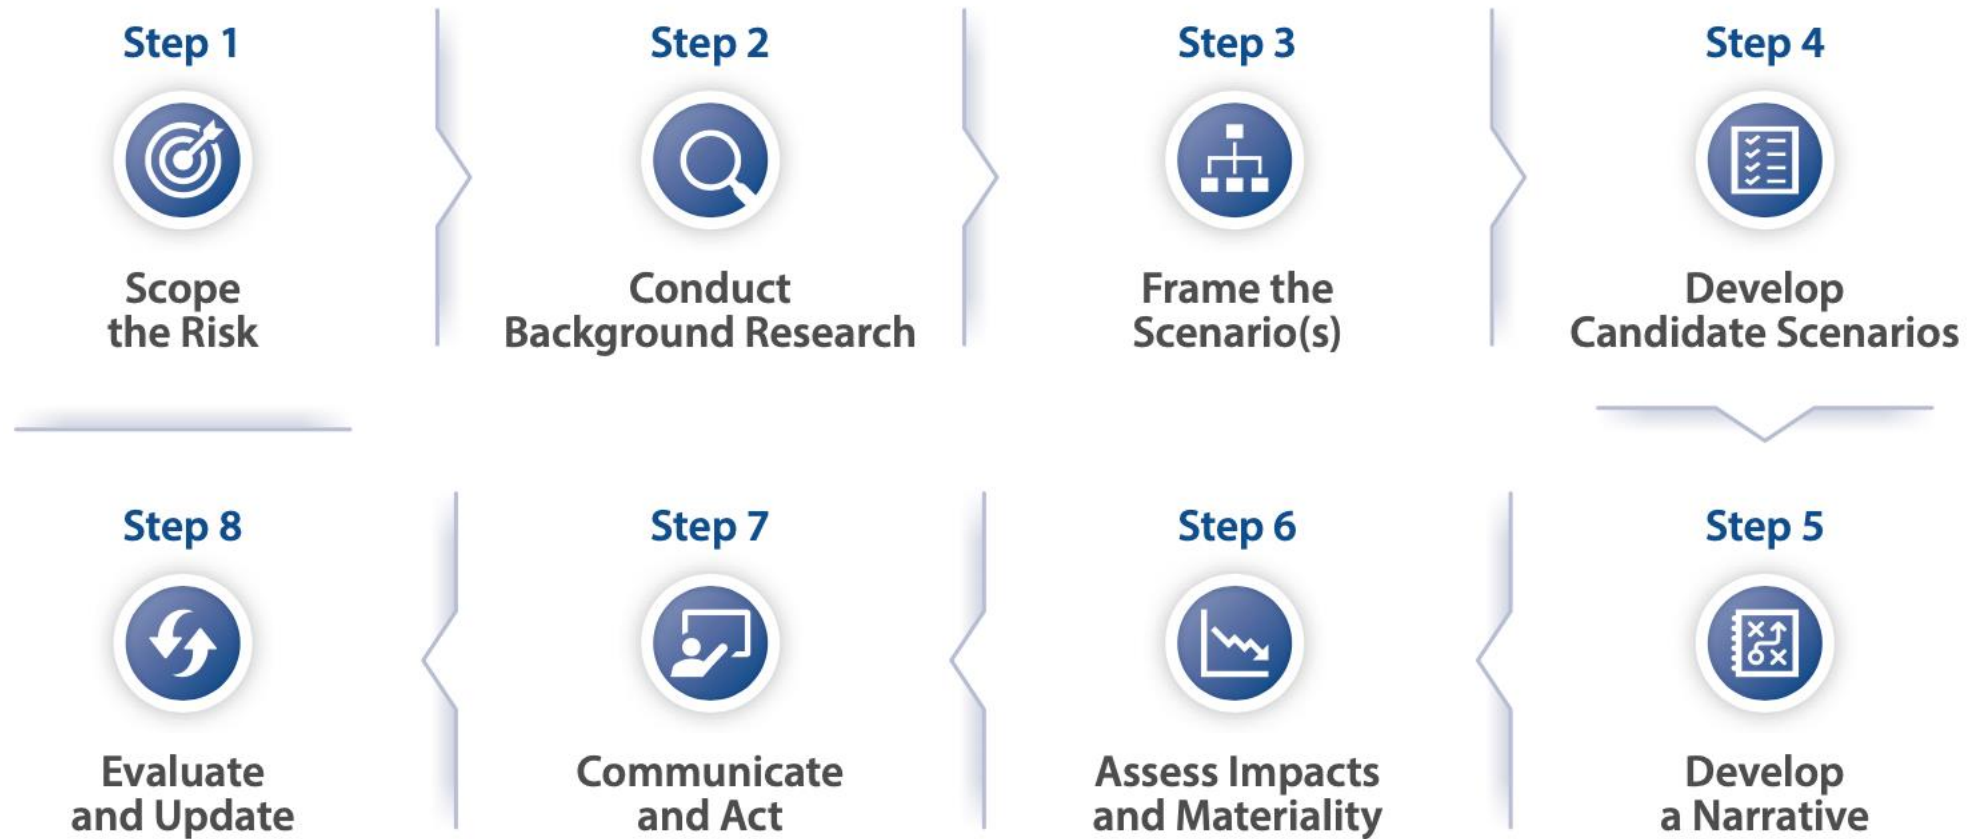 Step 1
Scope
the Risk
Step 2
Conduct
Background Research
Step 3
Frame the
Scenario(s)
Step 4
Develop
Candidate Scenarios
Step 5
Develop
a Narrative
Step 6
Assess Impacts
and Materiality
Step 7
Communicate
and Act
Step 8
Evaluate
and Update